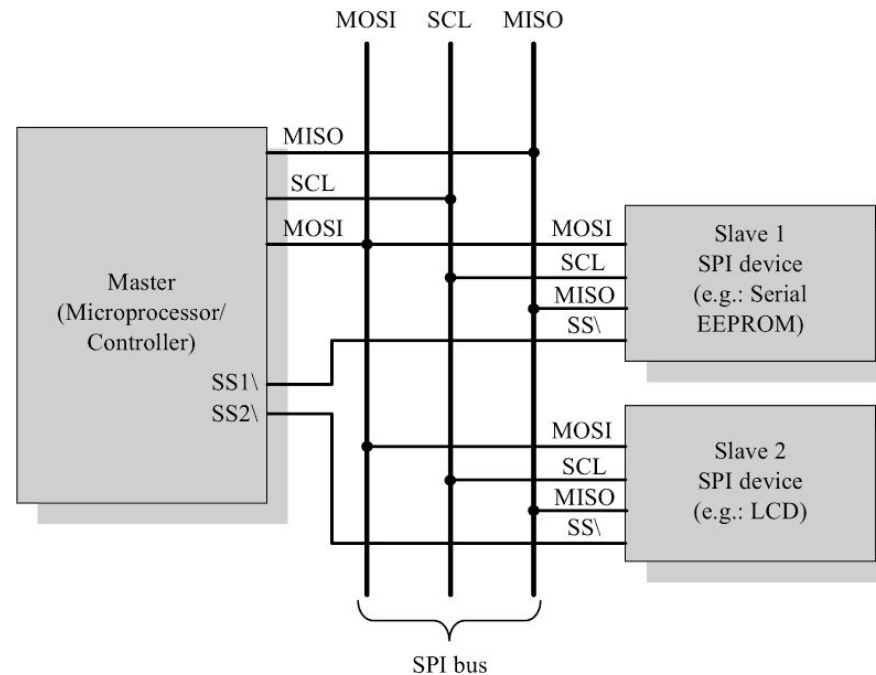 MOSI SCL MISO
MISO
SCL
MOSI
Master
(Microprocessor/
Controller)
SS1\
SS2\
MOSI
SCL
MISO
SS\
Slave 1
SPI device
(e.g.: Serial
EEPROM)
MOSI
SCL
MISO
SS\
Slave 2
SPI device
(e.g.: LCD)
SPI bus